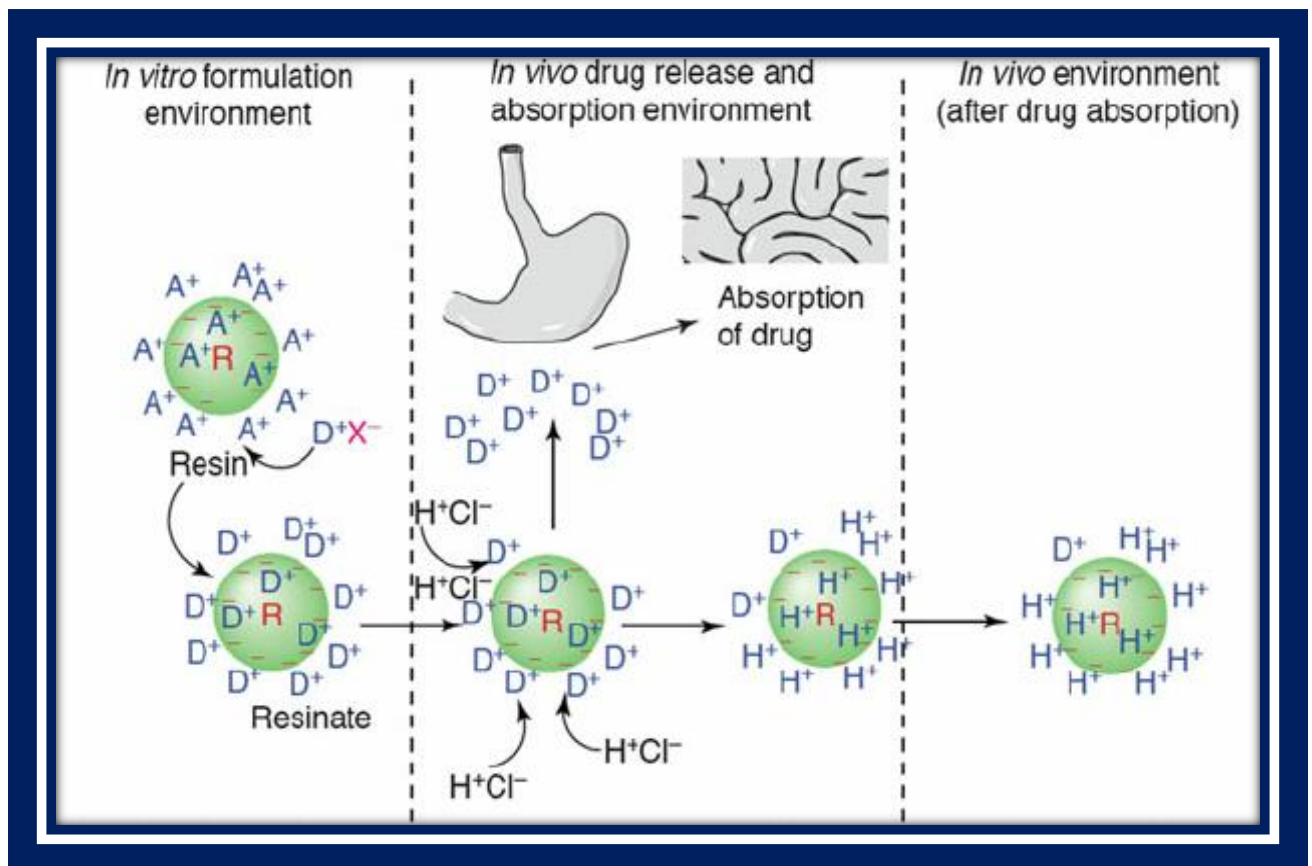 In vitro formulation
environment
In vivo drug release and
absorption environment
In vivo environment
(after drug absorption)
A+
A+
A+
A+
A+
A+ R
A+
A+
A+
A+
A+
A+
A+
D+X−
Resin
D+
D+
D+
D+
D+
D+ R
D+
D+
D+
D+
D+
D+
D+
Resinate
Absorption
of drug
D+
D+
D+
D+
D+
D+
D+
D+
D+
H+Cl−
H+Cl−
D+
D+
D+
D+
D+ R
D+
D+
D+
D+
D+
H+Cl−
H+Cl−
D+
H+
H+
H+
H+
D+
H+R
H+
H+
H+
H+
H+
D+
H+
H+
H+
H+
H+
H+R
H+
H+
H+
H+
H+